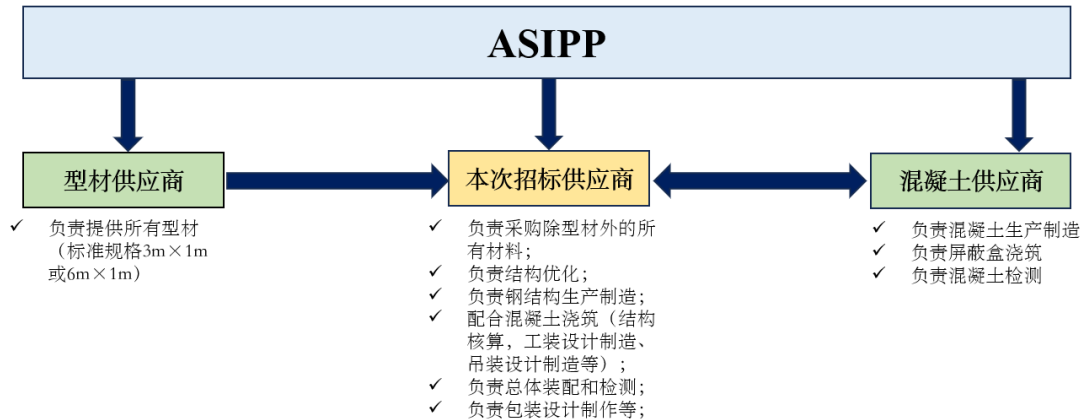 ASIPP
型材供应商
✓ 负责提供所有型材
（标准规格3m×1m
或6m×1m）
本次招标供应商
✓ 负责采购除型材外的所
有材料；
✓ 负责结构优化；
✓ 负责钢结构生产制造；
✓ 配合混凝土浇筑（结构
核算，工装设计制造、
吊装设计制造等）；
✓ 负责总体装配和检测；
✓ 负责包装设计制作等；
混凝土供应商
✓ 负责混凝土生产制造
✓ 负责屏蔽盒浇筑
✓ 负责混凝土检测